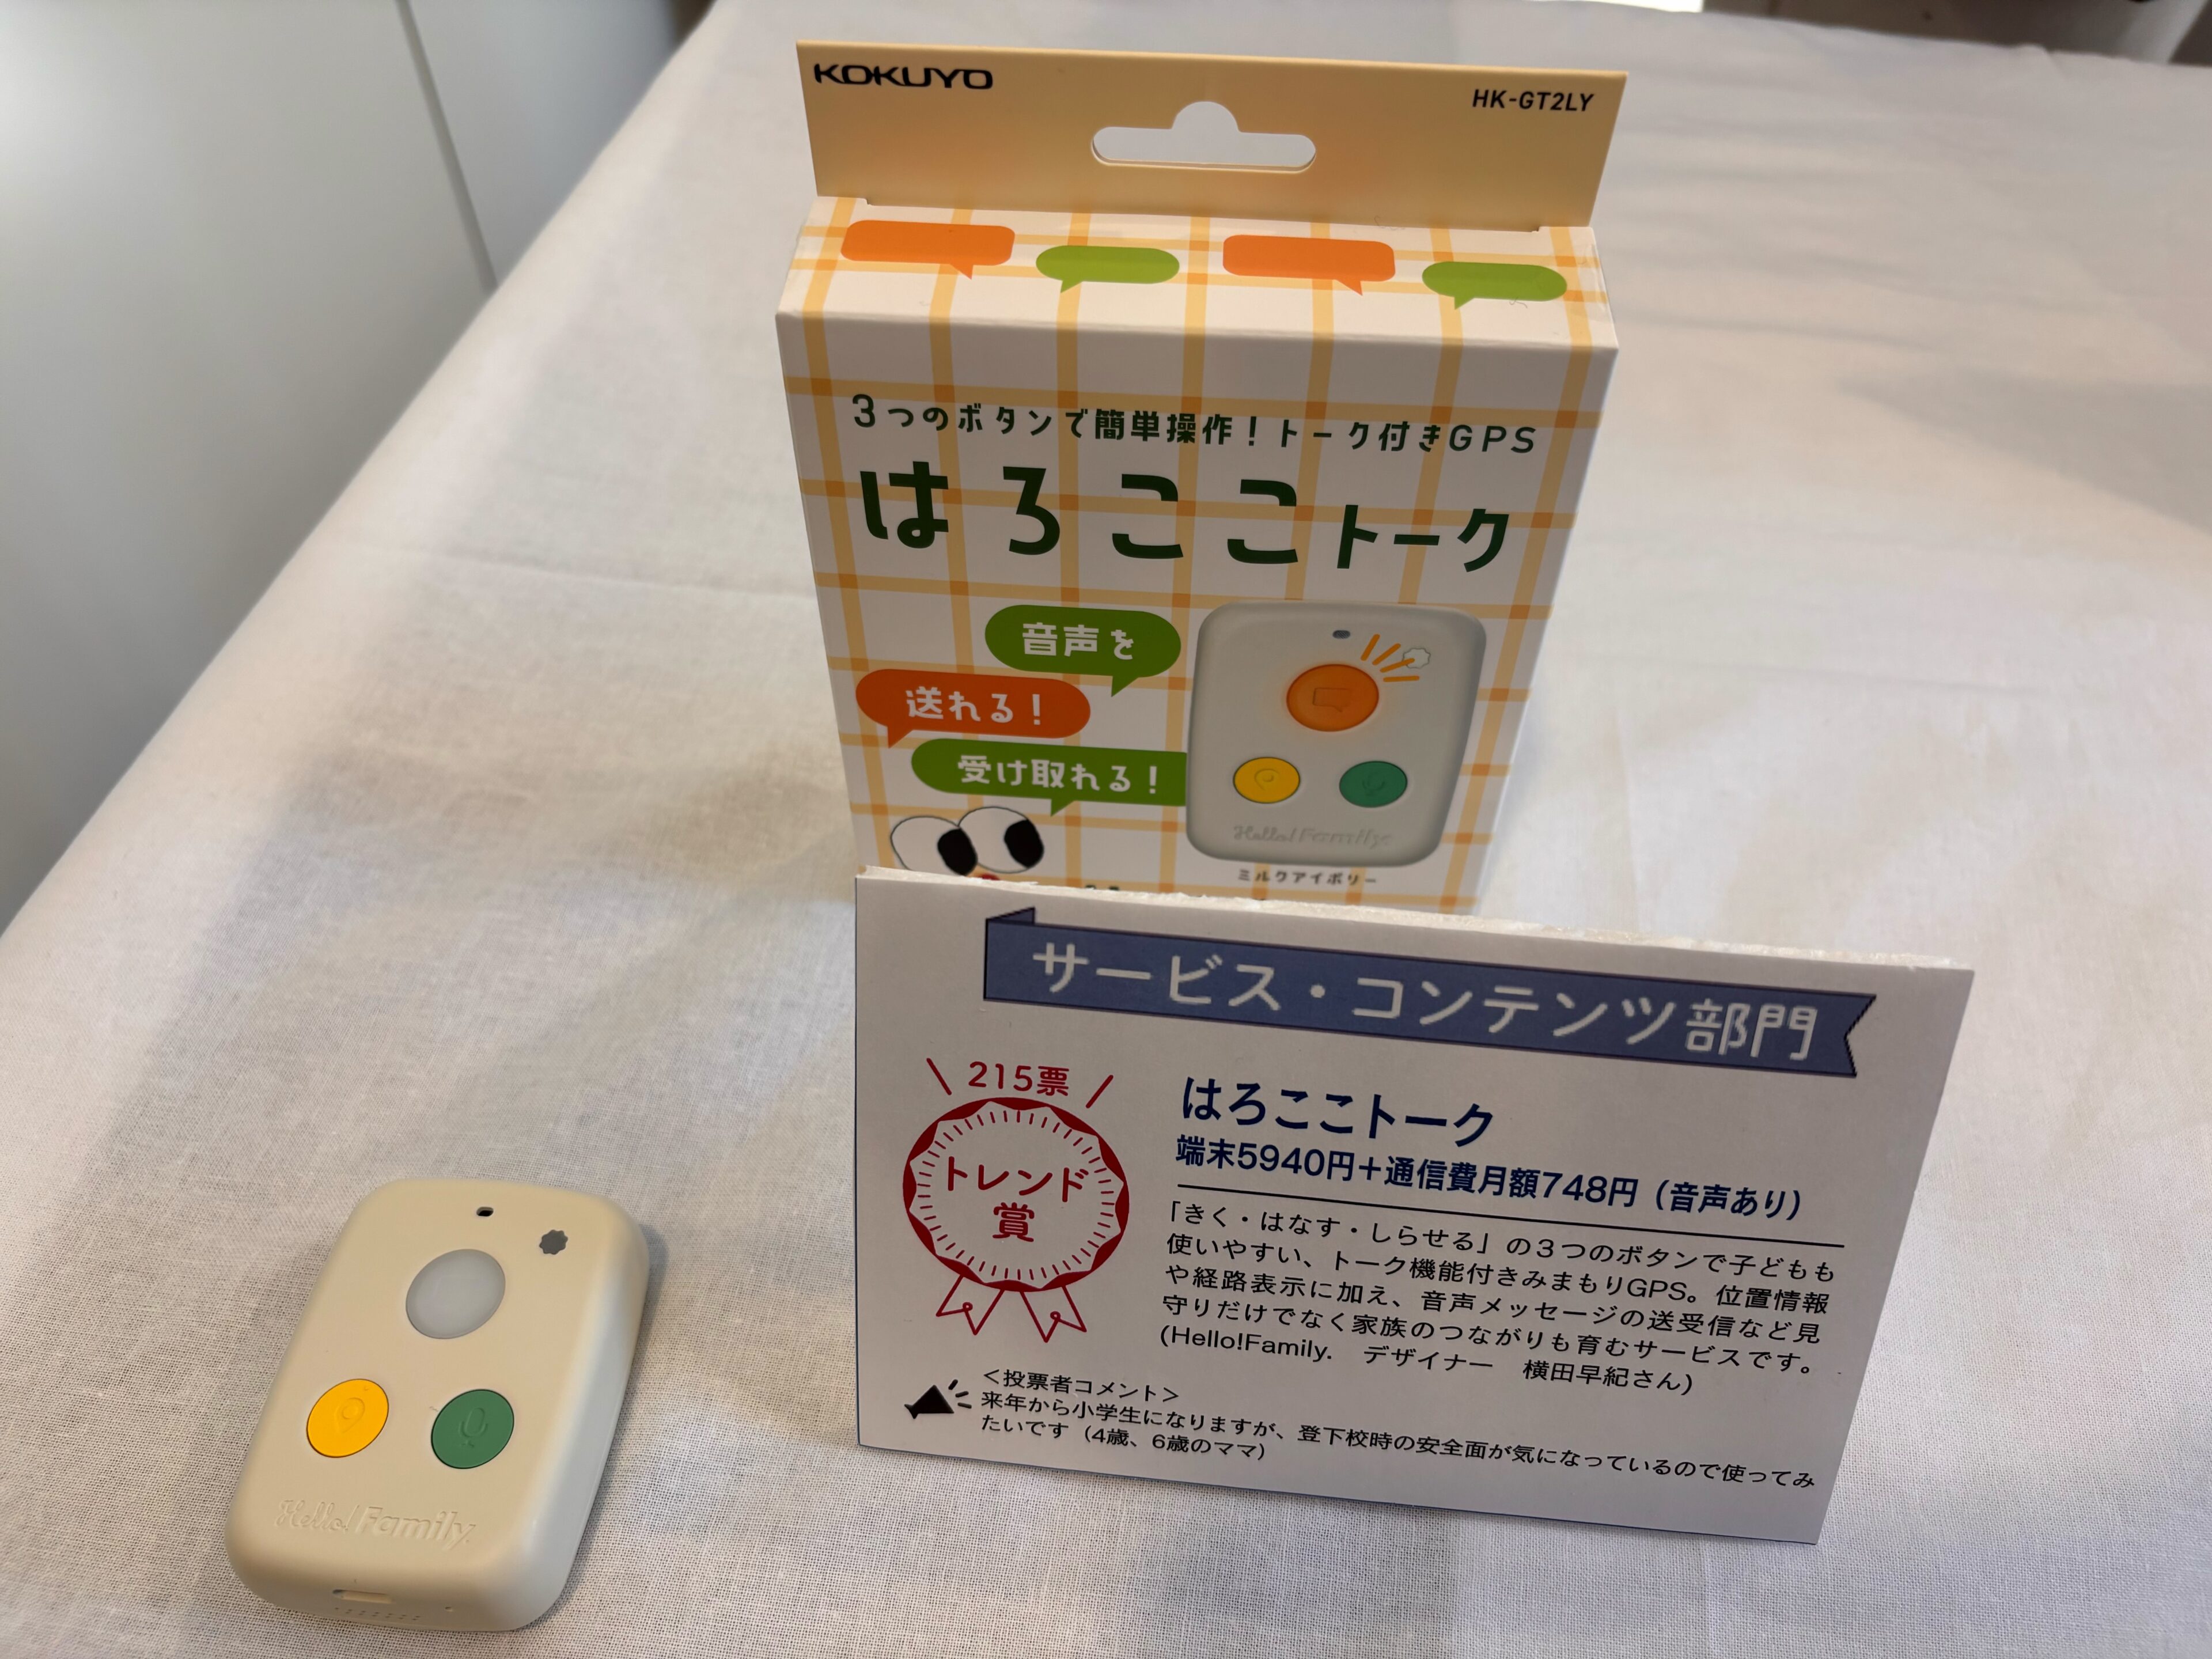 KOKUYO
HK-GT2LY
3つのボタンで簡単操作！トーク付きGPS
はろここトーク
音声を
送れる！
受け取れる！
Hello! Family.
ミルクアイボリー
サービス・コンテンツ部門
215票
トレンド
賞
はろここトーク
端末5940円＋通信費月額748円（音声あり）
「きく・はなす・しらせる」の３つのボタンで子どもも
使いやすい、トーク機能付きみまもりGPS。位置情報
や経路表示に加え、音声メッセージの送受信など見
守りだけでなく家族のつながりも育むサービスです。
(Hello!Family.　デザイナー　横田早紀さん)
＜投票者コメント＞
来年から小学生になりますが、登下校時の安全面が気になっているので使ってみ
たいです（4歳、6歳のママ）
Hello! Family.